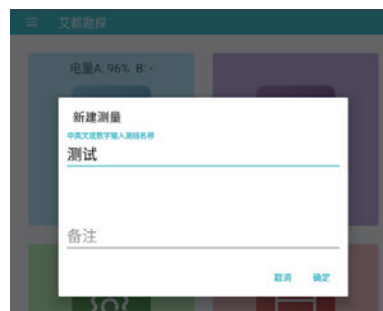 艾都勘探
电量A: 96% B: -
新建测量
中英文或数字输入测线名称
测试
备注
取消 确定